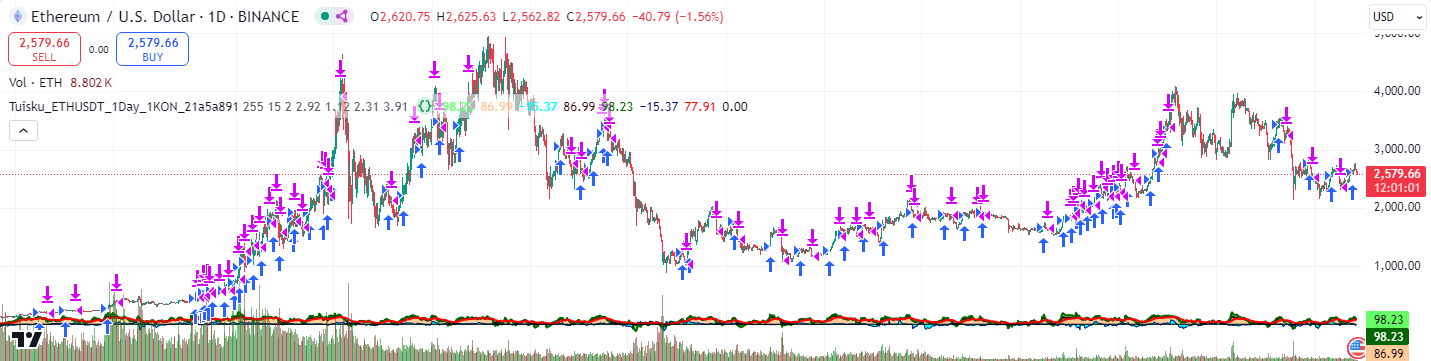 Ethereum / U.S. Dollar · 1D · BINANCE O2,620.75 H2,625.63 L2,562.82 C2,579.66 −40.79 (−1.56%) USD
2,579.66 SELL 0.00 2,579.66 BUY
Vol · ETH 8.802 K
Tuisku_ETHUSDT_1Day_1KON_21a5a891 255 15 2 2.92 1.12 2.31 3.91 98.23 86.99 −15.37 86.99 98.23 −15.37 77.91 0.00
4,000.00
3,000.00
2,579.66
12:01:01
2,000.00
1,000.00
98.23
98.23
86.99